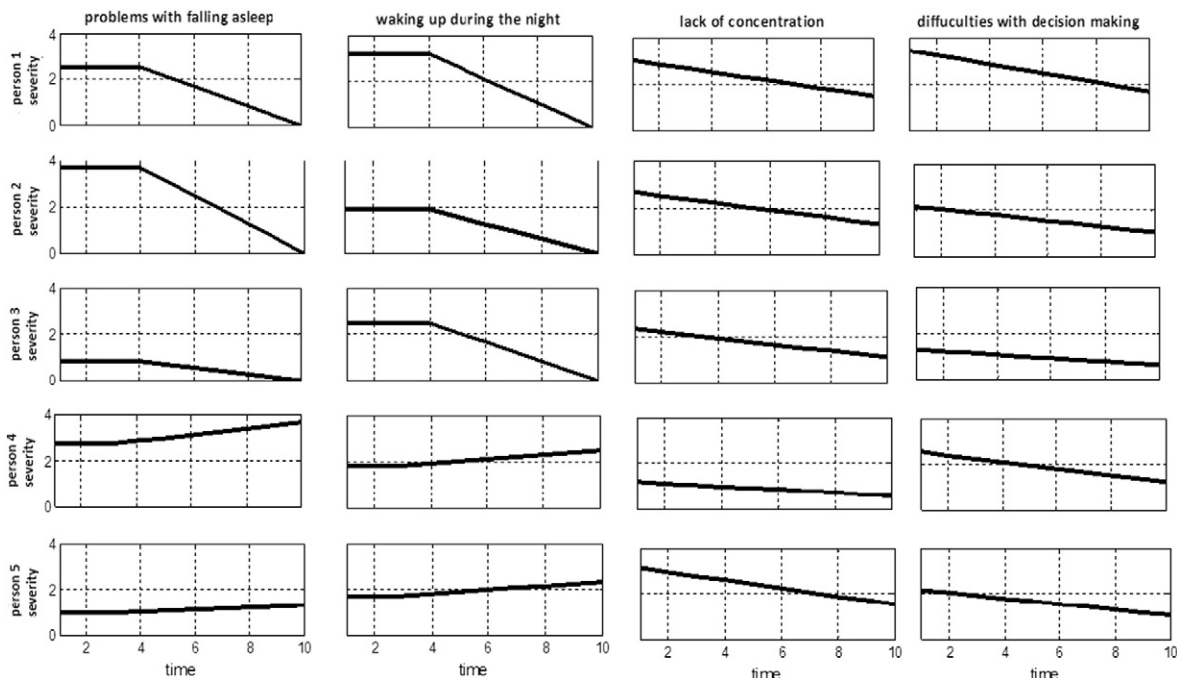 problems with falling asleep
waking up during the night
lack of concentration
diffuculties with decision making
person 1
severity
4
2
0
person 2
severity
4
2
0
person 3
severity
4
2
0
person 4
severity
4
2
0
person 5
severity
4
2
0
2 4 6 8 10
time
2 4 6 8 10
time
2 4 6 8 10
time
2 4 6 8 10
time